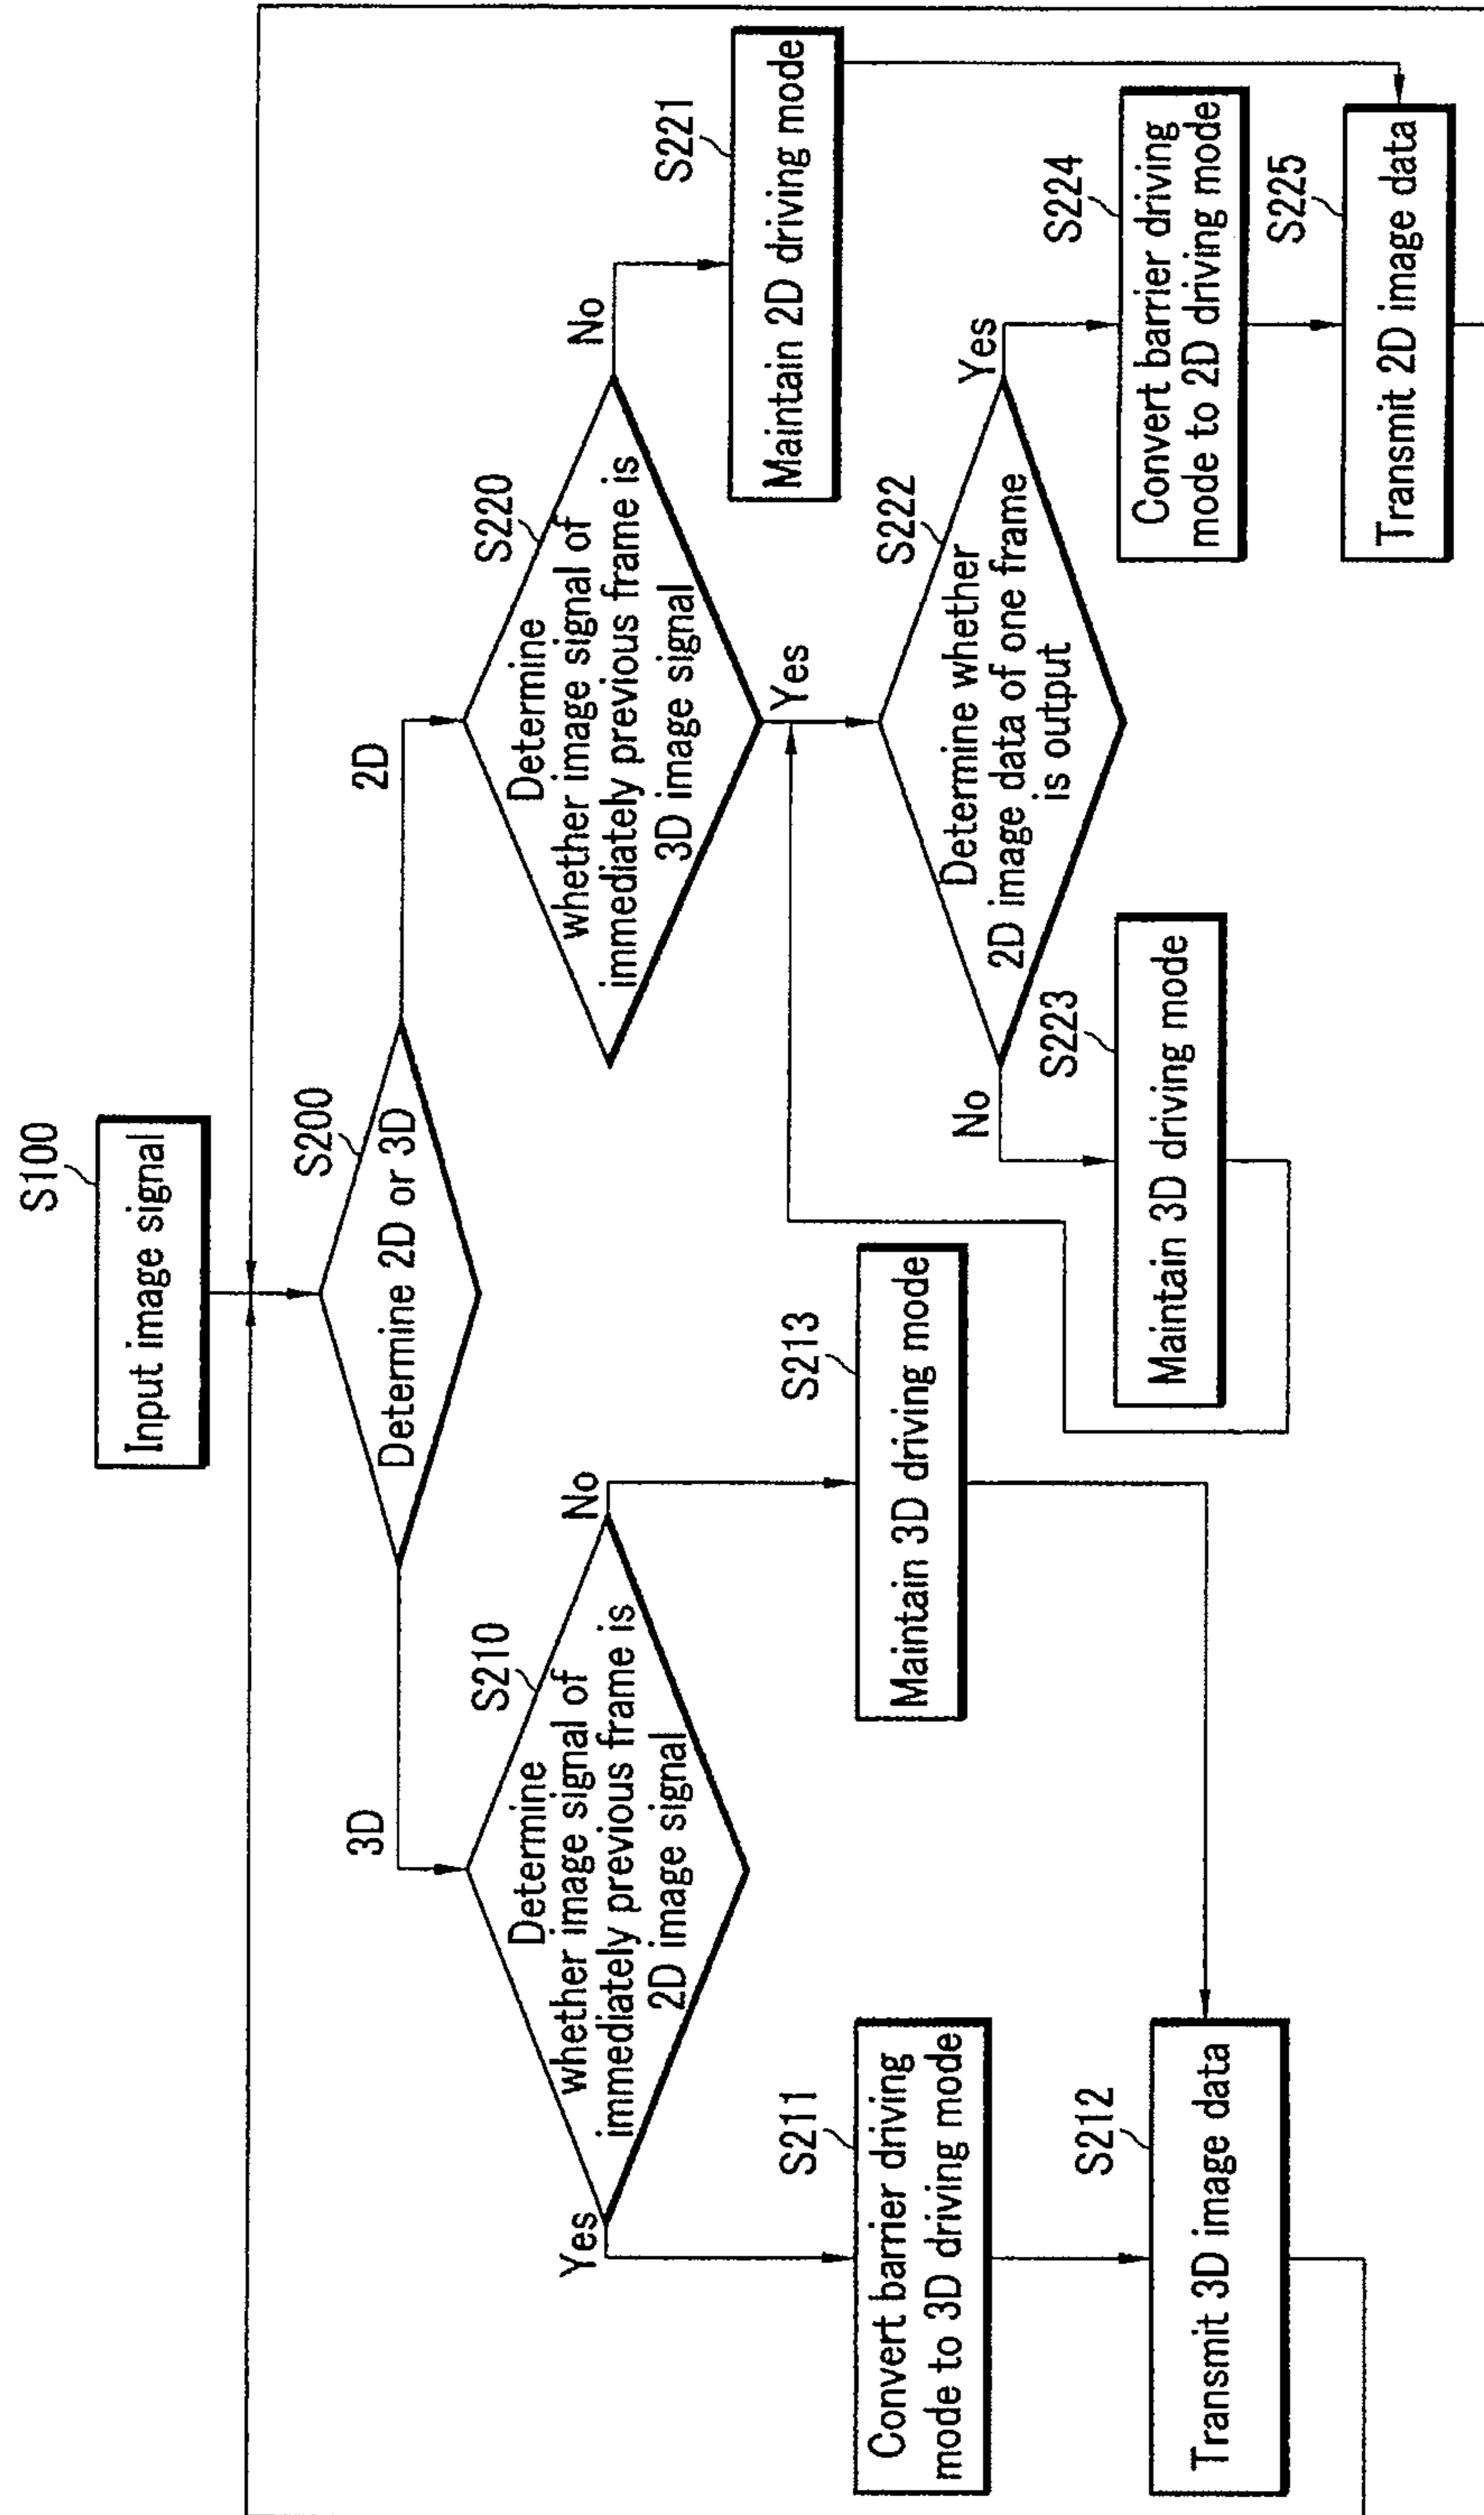 S100
Input image signal
S200
Determine 2D or 3D
3D
2D
S210
Determine
whether image signal of
immediately previous frame is
2D image signal
Yes
No
S211
Convert barrier driving
mode to 3D driving mode
S213
Maintain 3D driving mode
S212
Transmit 3D image data
S220
Determine
whether image signal of
immediately previous frame is
3D image signal
No
Yes
S221
Maintain 2D driving mode
S222
Determine whether
2D image data of one frame
is output
No
Yes
S223
Maintain 3D driving mode
S224
Convert barrier driving
mode to 2D driving mode
S225
Transmit 2D image data